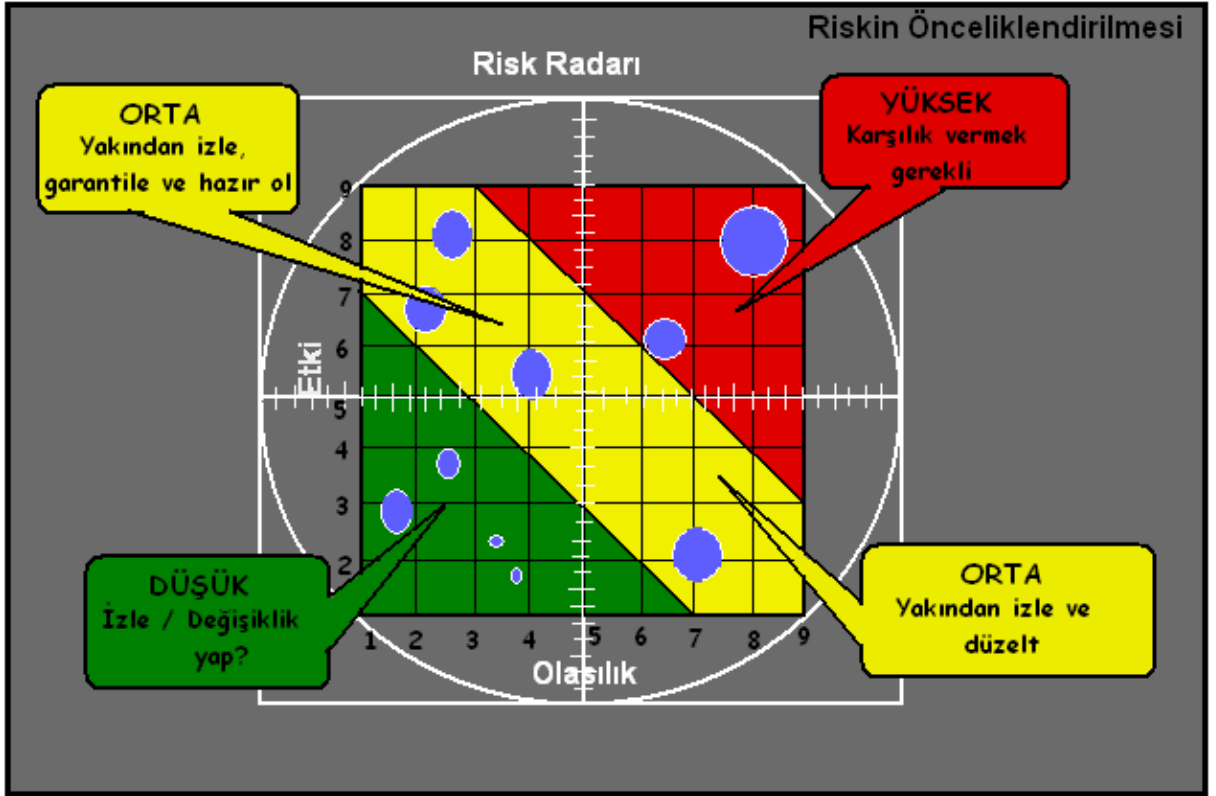 Riskin Önceliklendirilmesi
Risk Radarı
ORTA
Yakından izle,
garantile ve hazır ol
YÜKSEK
Karşılık vermek
gerekli
9
8
7
6
5
4
3
2
1
Etki
DÜŞÜK
İzle / Değişiklik
yap?
ORTA
Yakından izle ve
düzelt
1 2 3 4 5 6 7 8 9
Olasılık